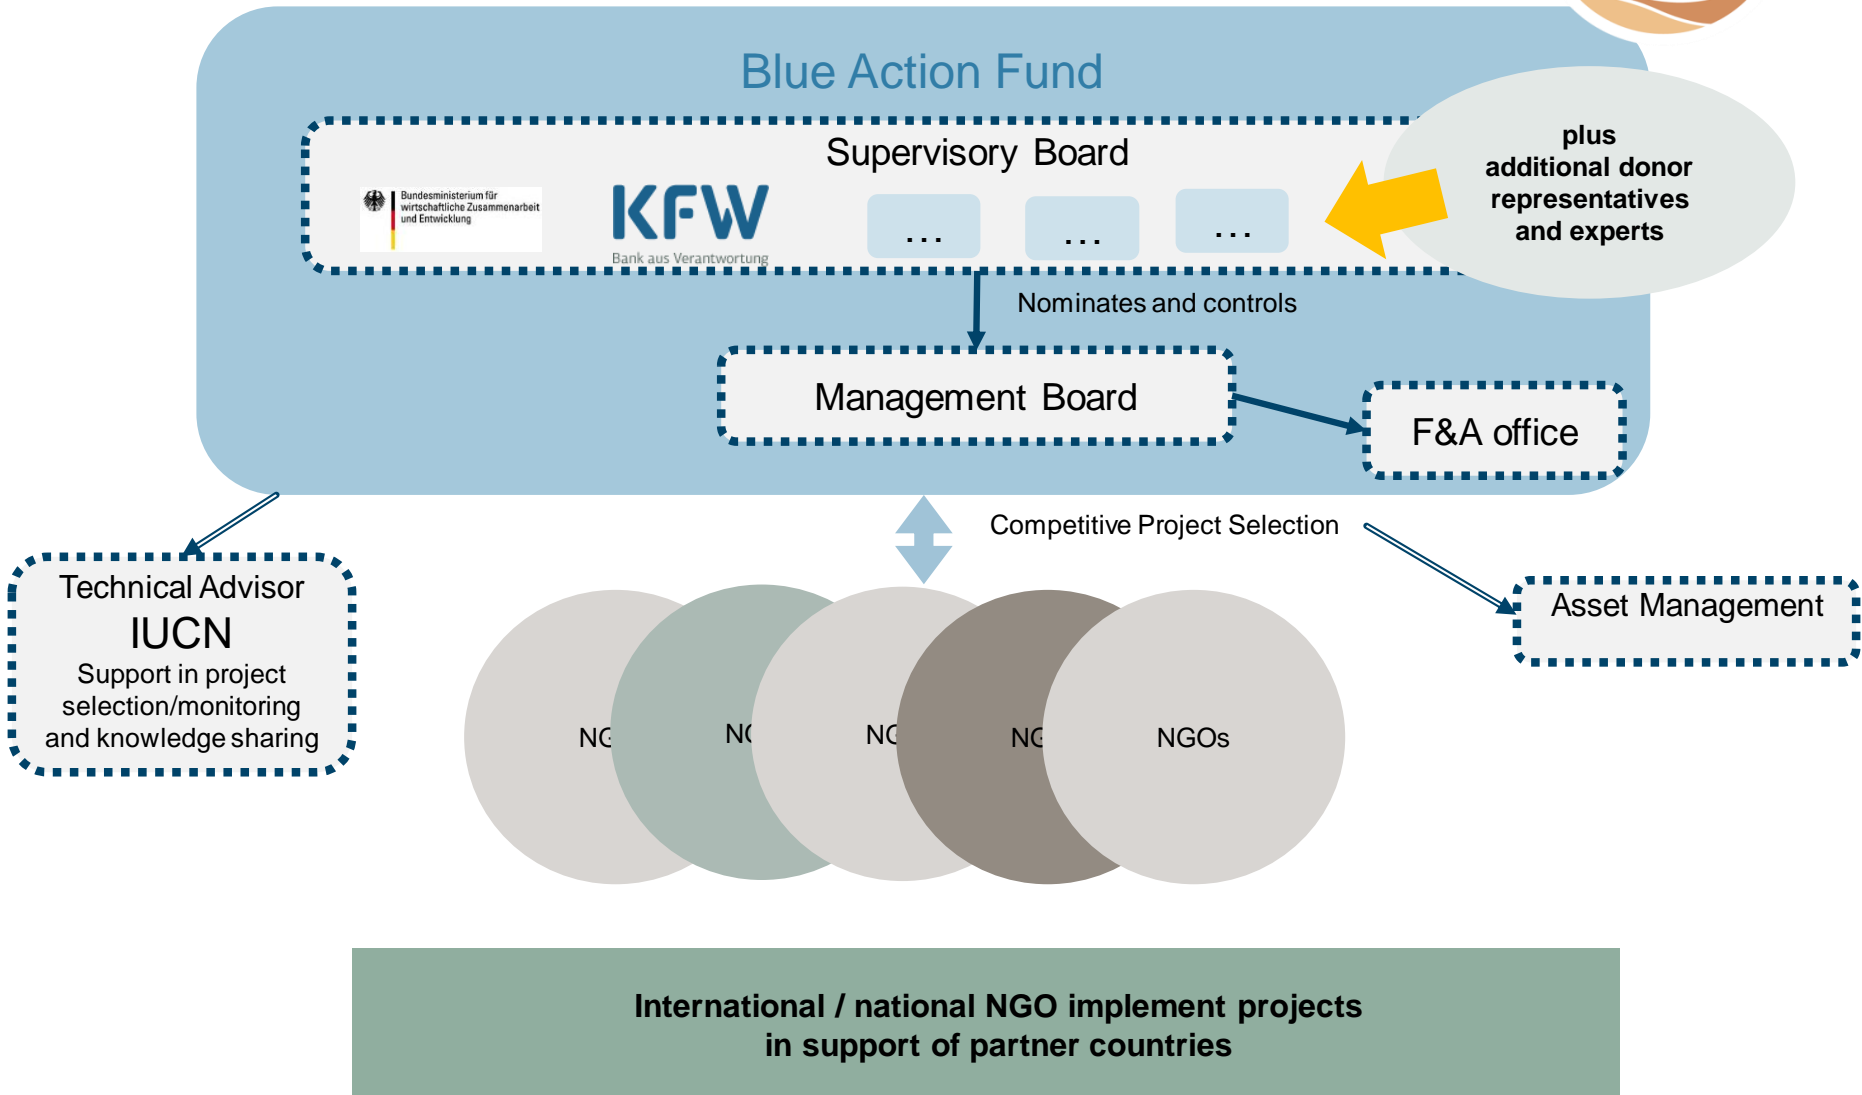 Blue Action Fund
Supervisory Board
Bundesministerium für
wirtschaftliche Zusammenarbeit
und Entwicklung
KFW
Bank aus Verantwortung
...
...
...
plus
additional donor
representatives
and experts
Nominates and controls
Management Board
F&A office
Competitive Project Selection
Technical Advisor
IUCN
Support in project
selection/monitoring
and knowledge sharing
Asset Management
NG
NG
NG
NG
NGOs
International / national NGO implement projects
in support of partner countries